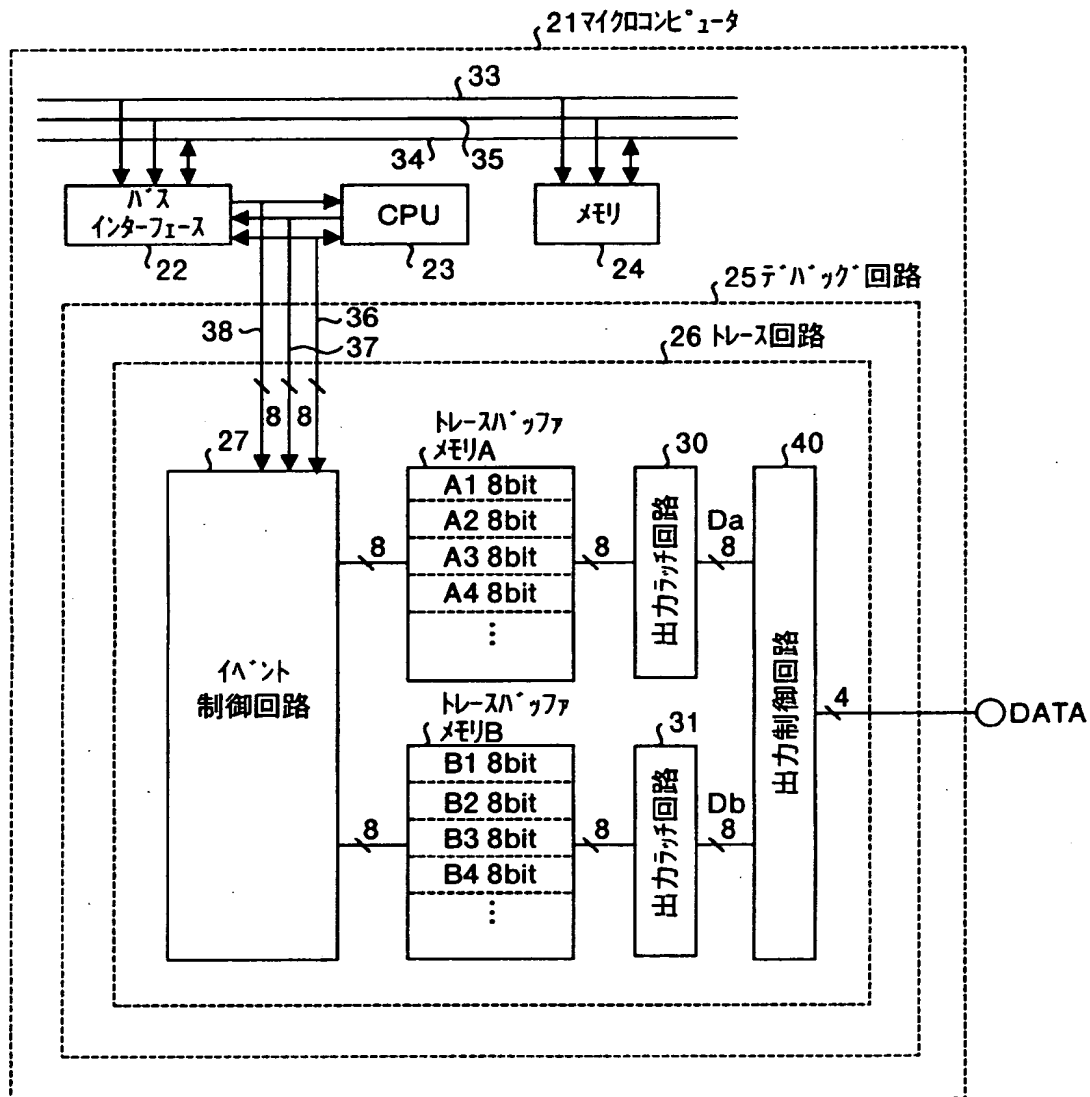 21 マイクロコンピュータ
33
34
35
バス
インターフェース
22
CPU
23
メモリ
24
25 デバッグ回路
38
36
37
26 トレース回路
8
8
27
イベント
制御回路
8
トレースバッファ
メモリA
A1 8bit
A2 8bit
A3 8bit
A4 8bit
⋮
8
30
出力ラッチ回路
Da
8
40
出力制御回路
4
DATA
8
トレースバッファ
メモリB
B1 8bit
B2 8bit
B3 8bit
B4 8bit
⋮
8
31
出力ラッチ回路
Db
8